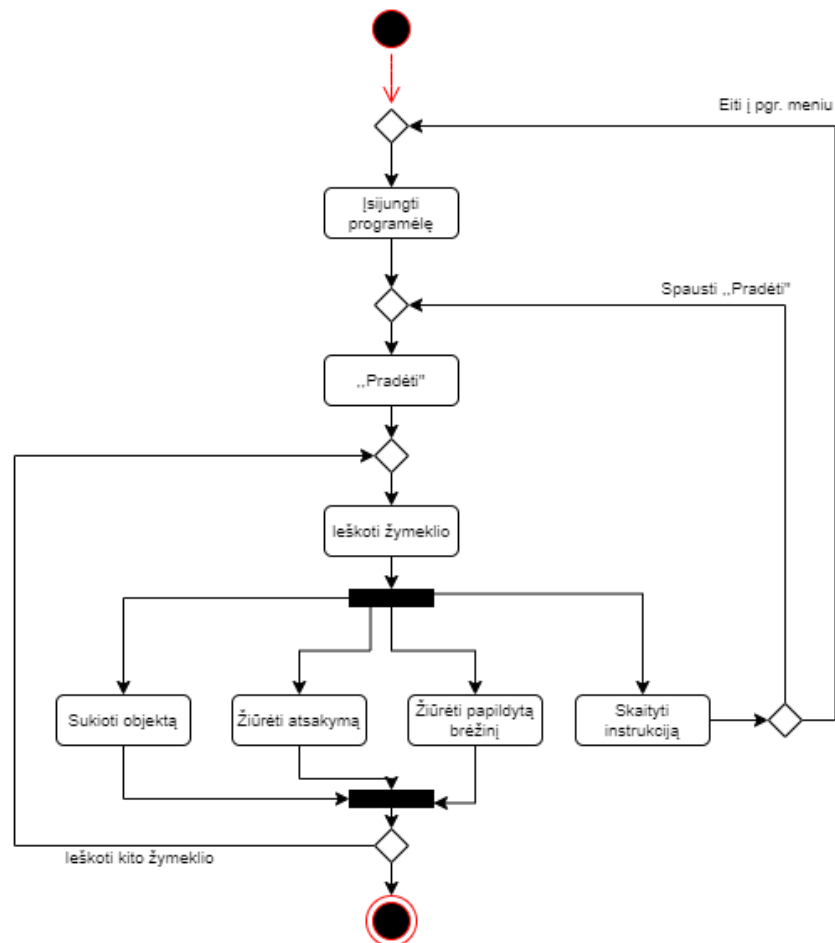 Eiti į pgr. meniu
Įsijungti
programėlę
Spausti ,,Pradėti"
,,Pradėti"
Ieškoti žymeklio
Sukioti objektą
Žiūrėti atsakymą
Žiūrėti papildytą
brėžinį
Skaityti
instrukciją
Ieškoti kito žymeklio